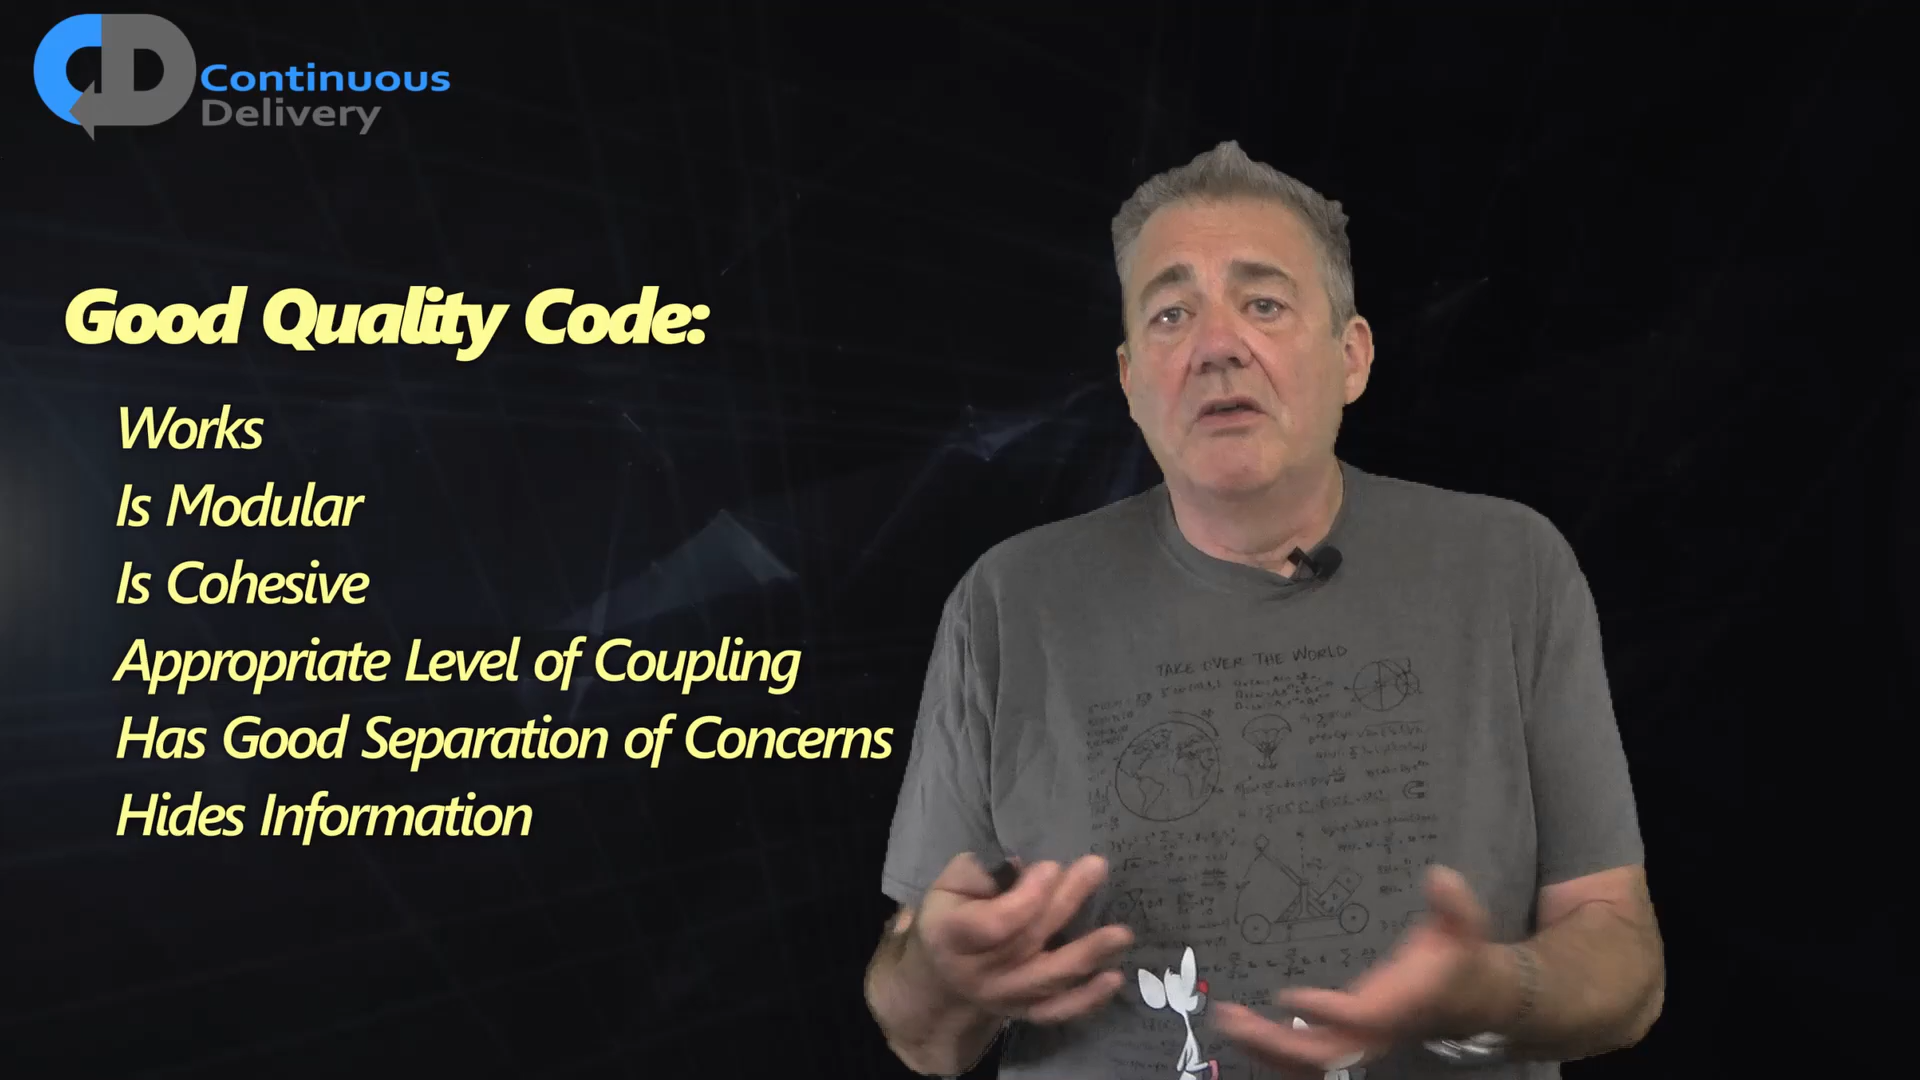 Continuous
Delivery
Good Quality Code:
Works
Is Modular
Is Cohesive
Appropriate Level of Coupling
Has Good Separation of Concerns
Hides Information
TAKE OVER THE WORLD